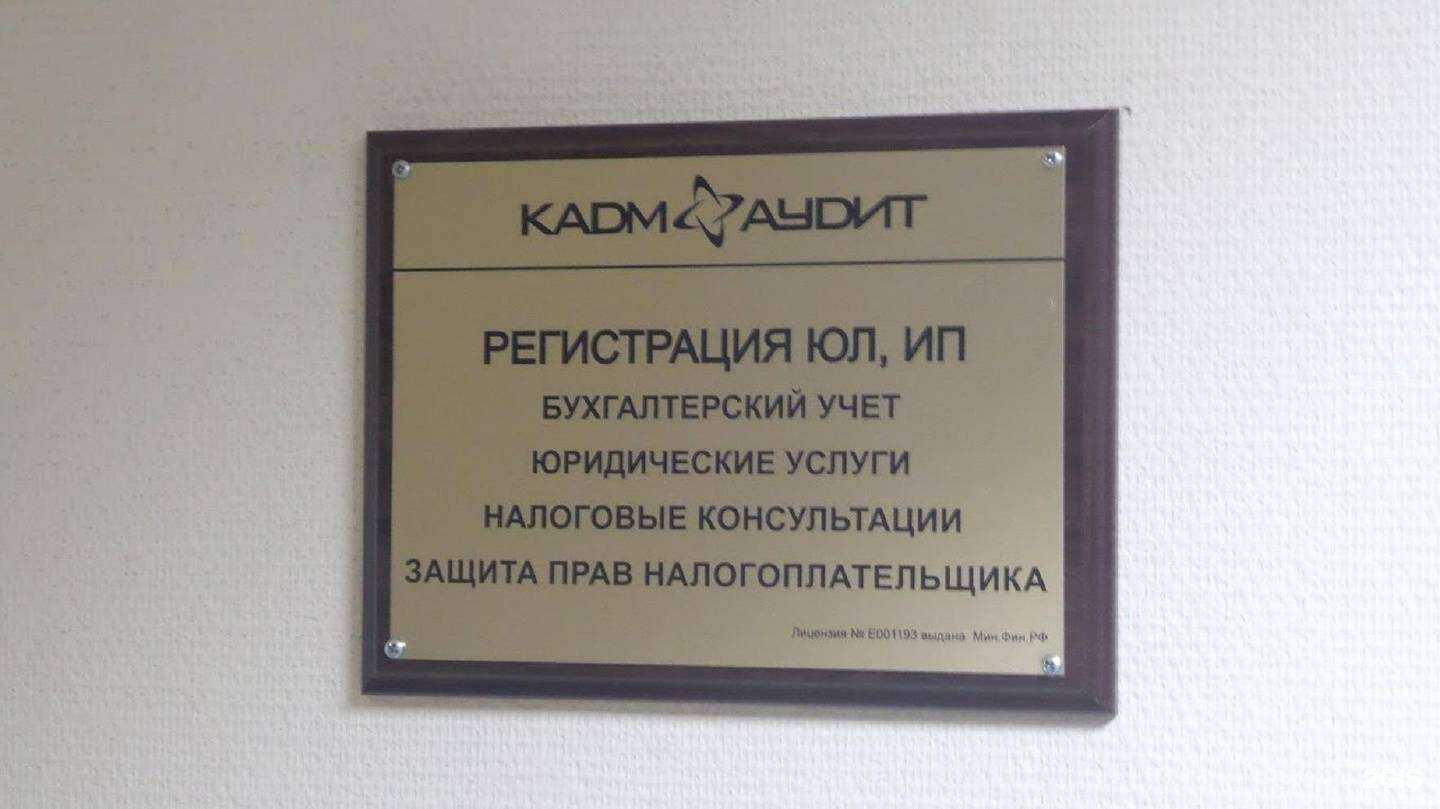 КАДМ АУДИТ
РЕГИСТРАЦИЯ ЮЛ, ИП
БУХГАЛТЕРСКИЙ УЧЕТ
ЮРИДИЧЕСКИЕ УСЛУГИ
НАЛОГОВЫЕ КОНСУЛЬТАЦИИ
ЗАЩИТА ПРАВ НАЛОГОПЛАТЕЛЬЩИКА
Лицензия № Е001193 выдана Мин.Фин.РФ